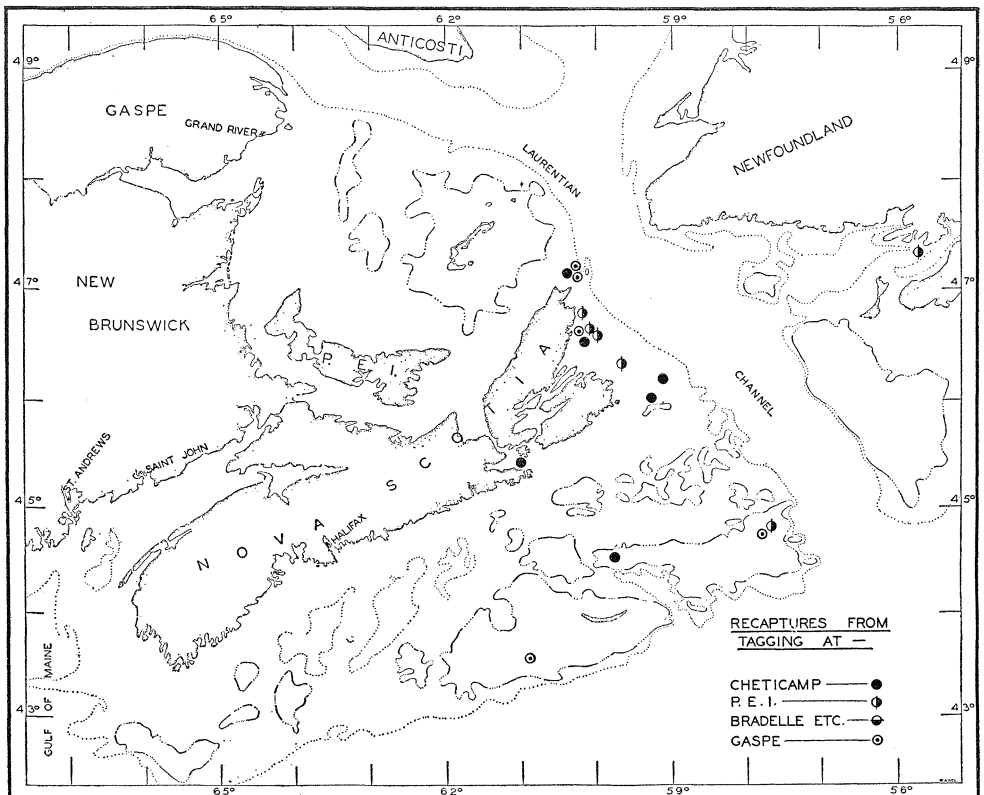 65° 62° 59° 56°
ANTICOSTI
49° 49°
GASPE
GRAND RIVER
NEWFOUNDLAND
LAURENTIAN
47° 47°
NEW
BRUNSWICK
P. E. I.
CHANNEL
ST. ANDREWS
SAINT JOHN
NOVA SCOTIA
HALIFAX
45° 45°
RECAPTURES FROM
TAGGING AT —
CHETICAMP
P.E.I.
BRADELLE ETC.
GASPE
GULF OF MAINE
43° 43°
65° 62° 59° 56°